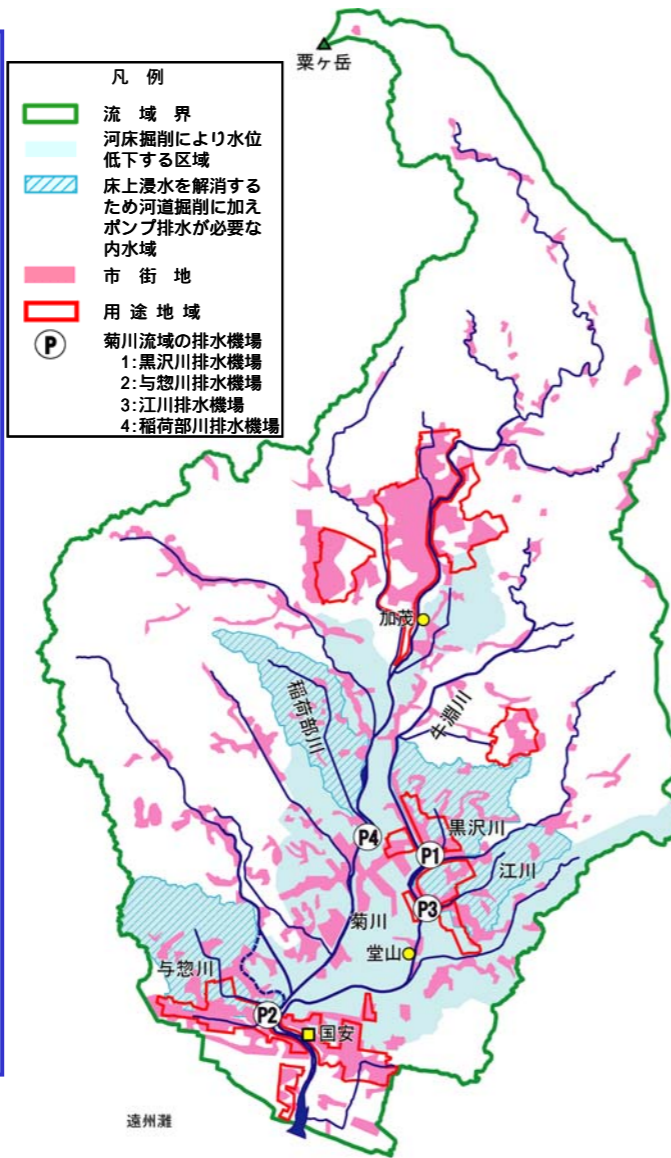 粟ヶ岳
凡 例
流 域 界
河床掘削により水位
低下する区域
床上浸水を解消する
ため河道掘削に加え
ポンプ排水が必要な
内水域
市 街 地
用 途 地 域
P
菊川流域の排水機場
1:黒沢川排水機場
2:与惣川排水機場
3:江川排水機場
4:稲荷部川排水機場
加茂
稲荷部川
牛淵川
P4
黒沢川
P1
江川
P3
菊川
堂山
与惣川
P2
国安
遠州灘